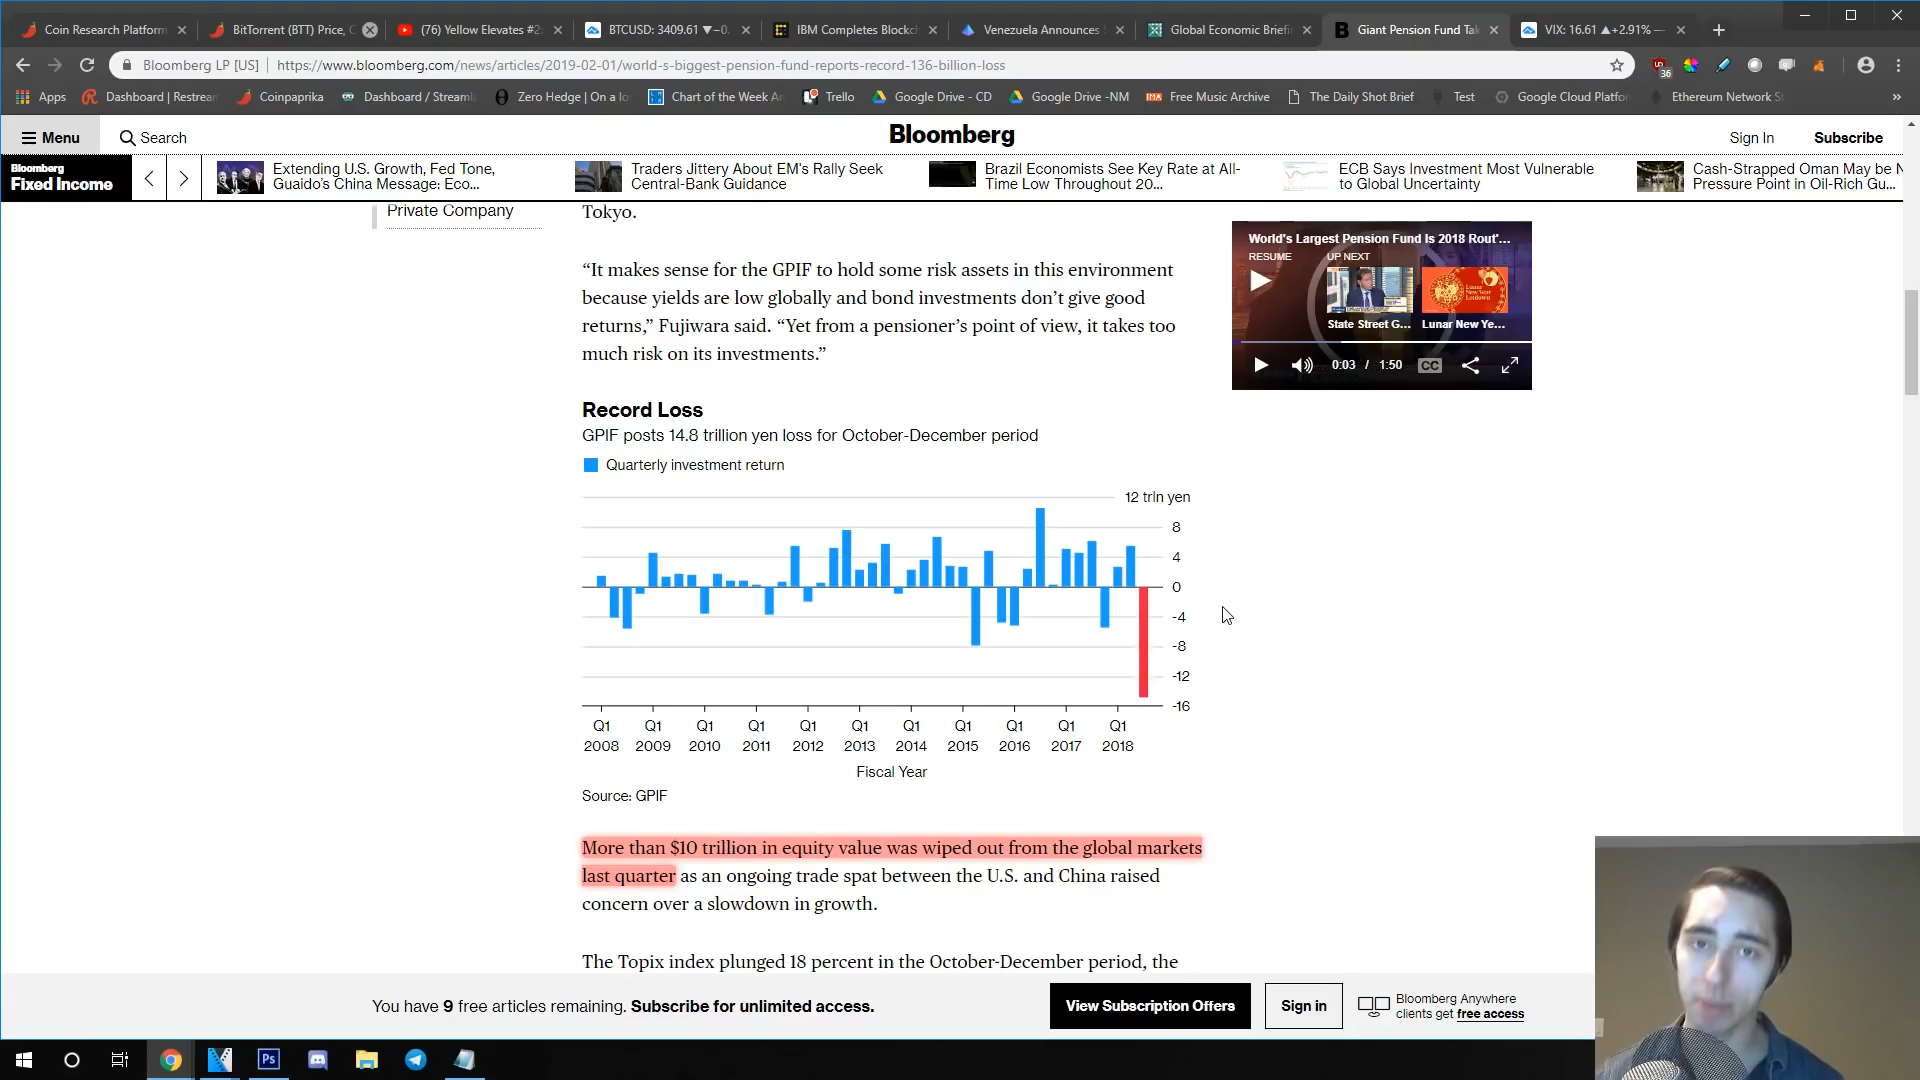 Coin Research Platform
BitTorrent (BTT) Price, C
(76) Yellow Elevates #2
BTCUSD: 3409.61 ▼−0.
IBM Completes Blockch
Venezuela Announces
Global Economic Briefi
Giant Pension Fund Tak
VIX: 16.61 ▲+2.91% —
Bloomberg LP [US] | https://www.bloomberg.com/news/articles/2019-02-01/world-s-biggest-pension-fund-reports-record-136-billion-loss
36
Apps
Dashboard | Restrear
Coinpaprika
Dashboard / Streaml
Zero Hedge | On a lo
Chart of the Week A
Trello
Google Drive - CD
Google Drive -NM
Free Music Archive
The Daily Shot Brief
Test
Google Cloud Platfo
Ethereum Network St
»
Menu
Search
Bloomberg
Sign In
Subscribe
Bloomberg
Fixed Income
Extending U.S. Growth, Fed Tone,
Guaido's China Message: Eco...
Traders Jittery About EM's Rally Seek
Central-Bank Guidance
Brazil Economists See Key Rate at All-
Time Low Throughout 20...
ECB Says Investment Most Vulnerable
to Global Uncertainty
Cash-Strapped Oman May be N
Pressure Point in Oil-Rich Gu...
Private Company
Tokyo.
“It makes sense for the GPIF to hold some risk assets in this environment
because yields are low globally and bond investments don’t give good
returns,” Fujiwara said. “Yet from a pensioner’s point of view, it takes too
much risk on its investments.”
World's Largest Pension Fund Is 2018 Rout'...
RESUME
UP NEXT
State Street G...
Lunar New Ye...
0:03 / 1:50
CC
Record Loss
GPIF posts 14.8 trillion yen loss for October-December period
Quarterly investment return
12 trln yen
8
4
0
-4
-8
-12
-16
Q1 Q1 Q1 Q1 Q1 Q1 Q1 Q1 Q1 Q1 Q1
2008 2009 2010 2011 2012 2013 2014 2015 2016 2017 2018
Fiscal Year
Source: GPIF
More than $10 trillion in equity value was wiped out from the global markets
last quarter as an ongoing trade spat between the U.S. and China raised
concern over a slowdown in growth.
The Topix index plunged 18 percent in the October-December period, the
You have 9 free articles remaining. Subscribe for unlimited access.
View Subscription Offers
Sign in
Bloomberg Anywhere
clients get free access
Ps